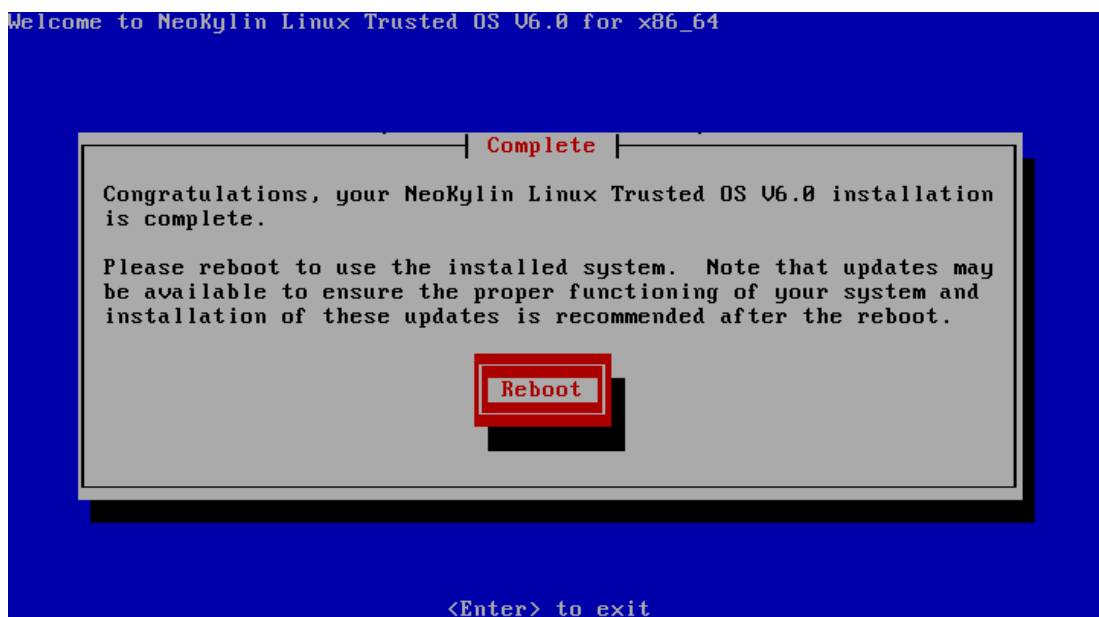 Welcome to NeoKylin Linux Trusted OS V6.0 for x86_64
Complete
Congratulations, your NeoKylin Linux Trusted OS V6.0 installation
is complete.
Please reboot to use the installed system.  Note that updates may
be available to ensure the proper functioning of your system and
installation of these updates is recommended after the reboot.
Reboot
<Enter> to exit